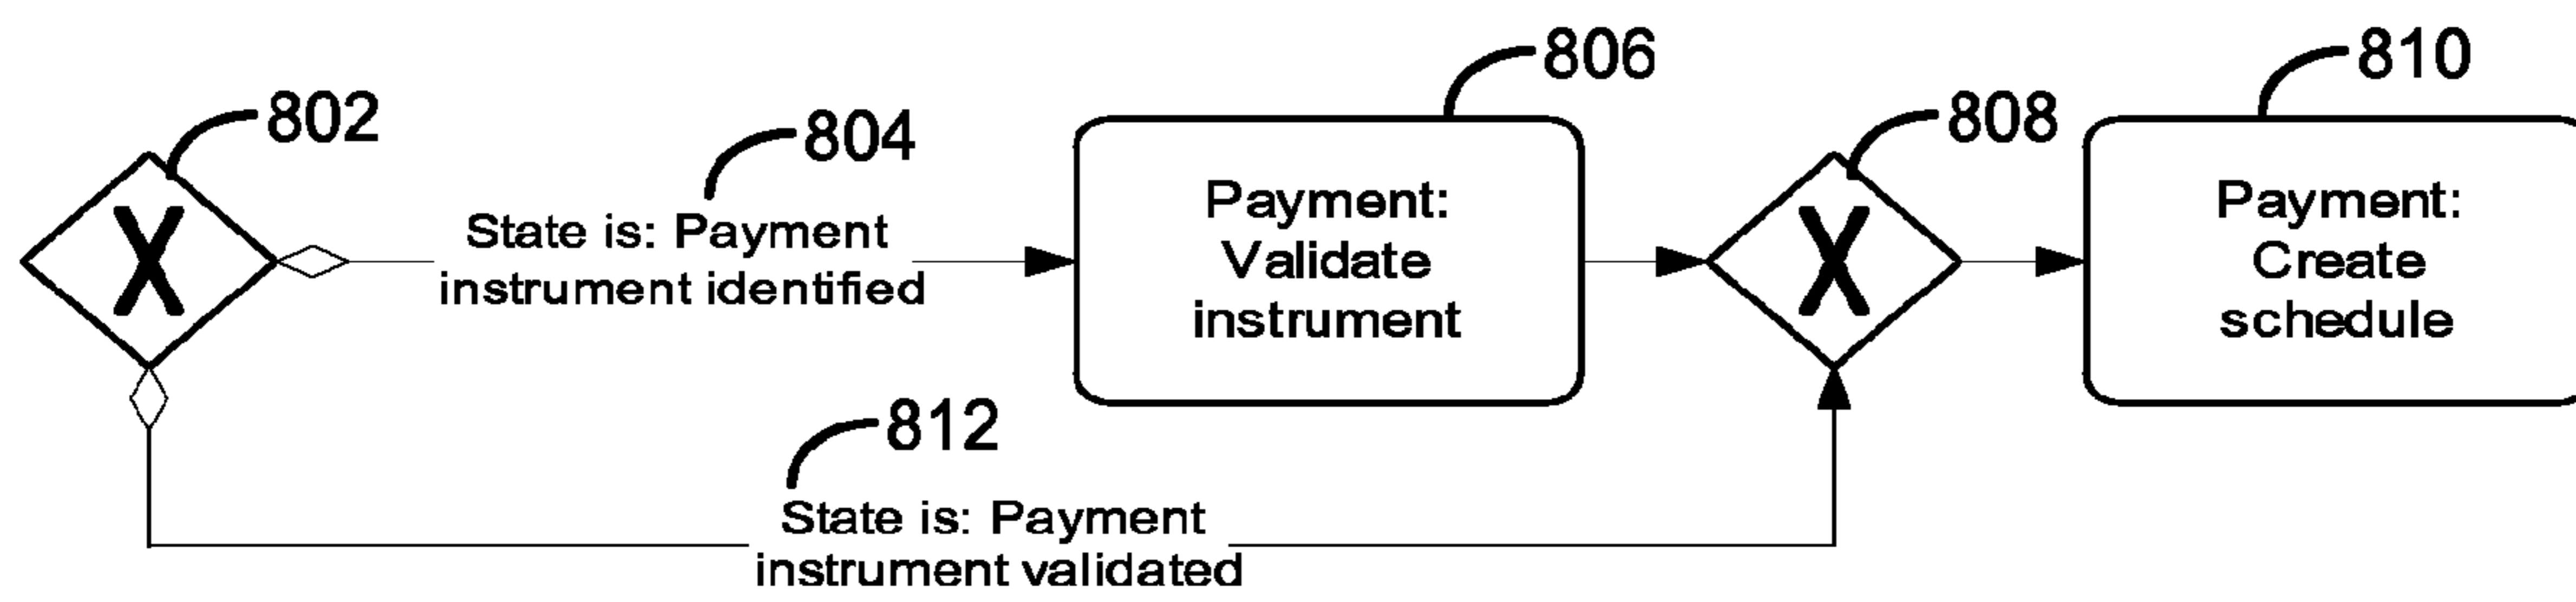 802
804
806
808
810
X
State is: Payment
instrument identified
Payment:
Validate
instrument
X
Payment:
Create
schedule
812
State is: Payment
instrument validated